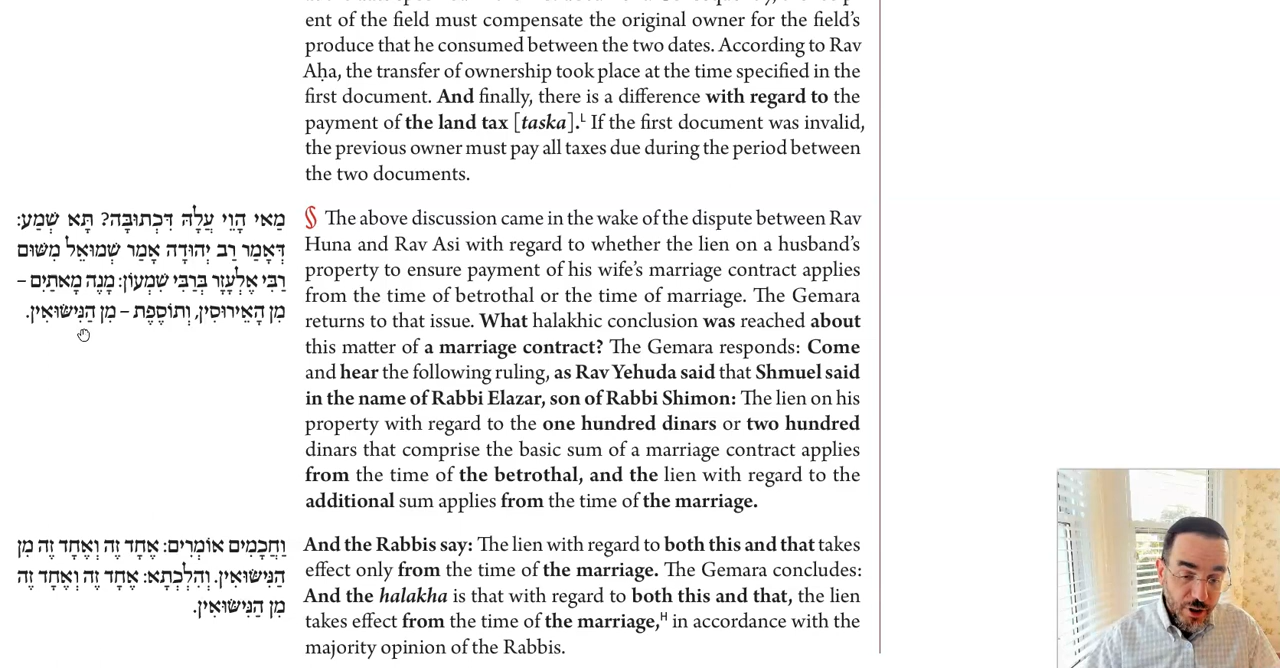 ent of the field must compensate the original owner for the field's
produce that he consumed between the two dates. According to Rav
Aḥa, the transfer of ownership took place at the time specified in the
first document. And finally, there is a difference with regard to the
payment of the land tax [taska].ᴸ If the first document was invalid,
the previous owner must pay all taxes due during the period between
the two documents.
מַאי הָוֵי עֲלַהּ דִּכְתוּבָּה? תָּא שְׁמַע:
דְּאָמַר רַב יְהוּדָה אָמַר שְׁמוּאֵל מִשּׁוּם
רַבִּי אֶלְעָזָר בְּרַבִּי שִׁמְעוֹן: מָנֶה מָאתַיִם –
מִן הָאֵירוּסִין, וְתוֹסֶפֶת – מִן הַנִּישּׂוּאִין.
§ The above discussion came in the wake of the dispute between Rav
Huna and Rav Asi with regard to whether the lien on a husband's
property to ensure payment of his wife's marriage contract applies
from the time of betrothal or the time of marriage. The Gemara
returns to that issue. What halakhic conclusion was reached about
this matter of a marriage contract? The Gemara responds: Come
and hear the following ruling, as Rav Yehuda said that Shmuel said
in the name of Rabbi Elazar, son of Rabbi Shimon: The lien on his
property with regard to the one hundred dinars or two hundred
dinars that comprise the basic sum of a marriage contract applies
from the time of the betrothal, and the lien with regard to the
additional sum applies from the time of the marriage.
וַחֲכָמִים אוֹמְרִים: אֶחָד זֶה וְאֶחָד זֶה מִן
הַנִּישּׂוּאִין. וְהִלְכְתָא: אֶחָד זֶה וְאֶחָד זֶה
מִן הַנִּישּׂוּאִין.
And the Rabbis say: The lien with regard to both this and that takes
effect only from the time of the marriage. The Gemara concludes:
And the halakha is that with regard to both this and that, the lien
takes effect from the time of the marriage,ᴴ in accordance with the
majority opinion of the Rabbis.